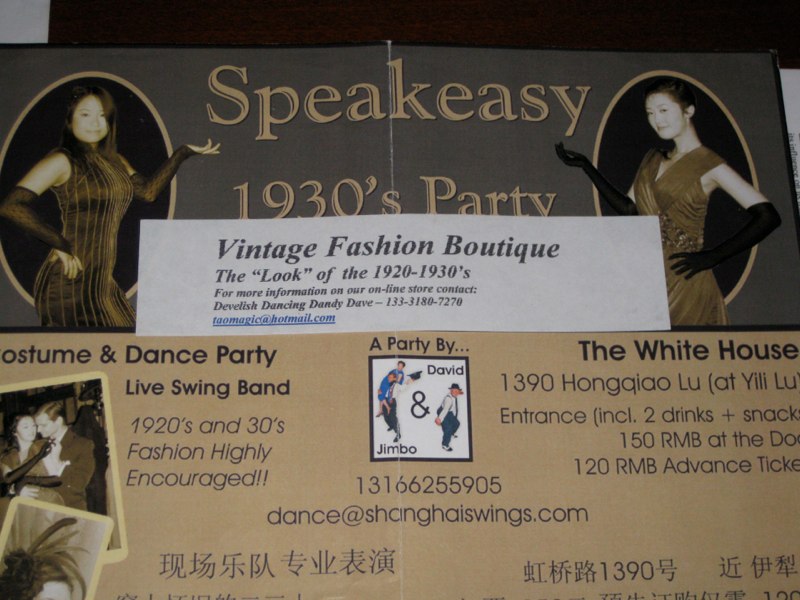 Speakeasy
1930's Party
Vintage Fashion Boutique
The "Look" of the 1920-1930's
For more information on our on-line store contact:
Develish Dancing Dandy Dave – 133-3180-7270
taomagic@hotmail.com
ostume & Dance Party
Live Swing Band
1920's and 30's
Fashion Highly
Encouraged!!
A Party By...
David
&
Jimbo
13166255905
dance@shanghaiswings.com
The White House
1390 Hongqiao Lu (at Yili Lu)
Entrance (incl. 2 drinks + snacks
150 RMB at the Doo
120 RMB Advance Ticke
现场乐队专业表演
虹桥路1390号 近 伊犁